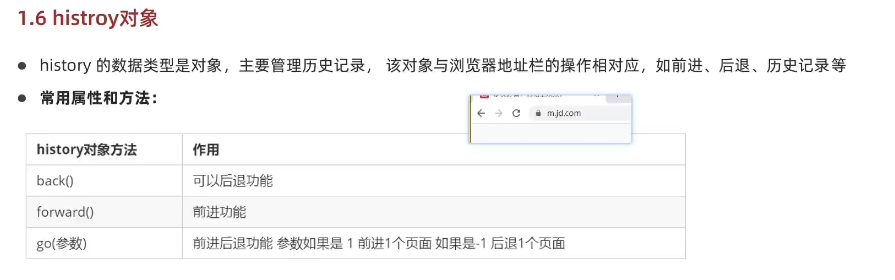 1.6 histroy对象
history 的数据类型是对象，主要管理历史记录， 该对象与浏览器地址栏的操作相对应，如前进、后退、历史记录等
常用属性和方法：
m.jd.com
history对象方法 作用
back() 可以后退功能
forward() 前进功能
go(参数) 前进后退功能 参数如果是 1 前进1个页面 如果是-1 后退1个页面